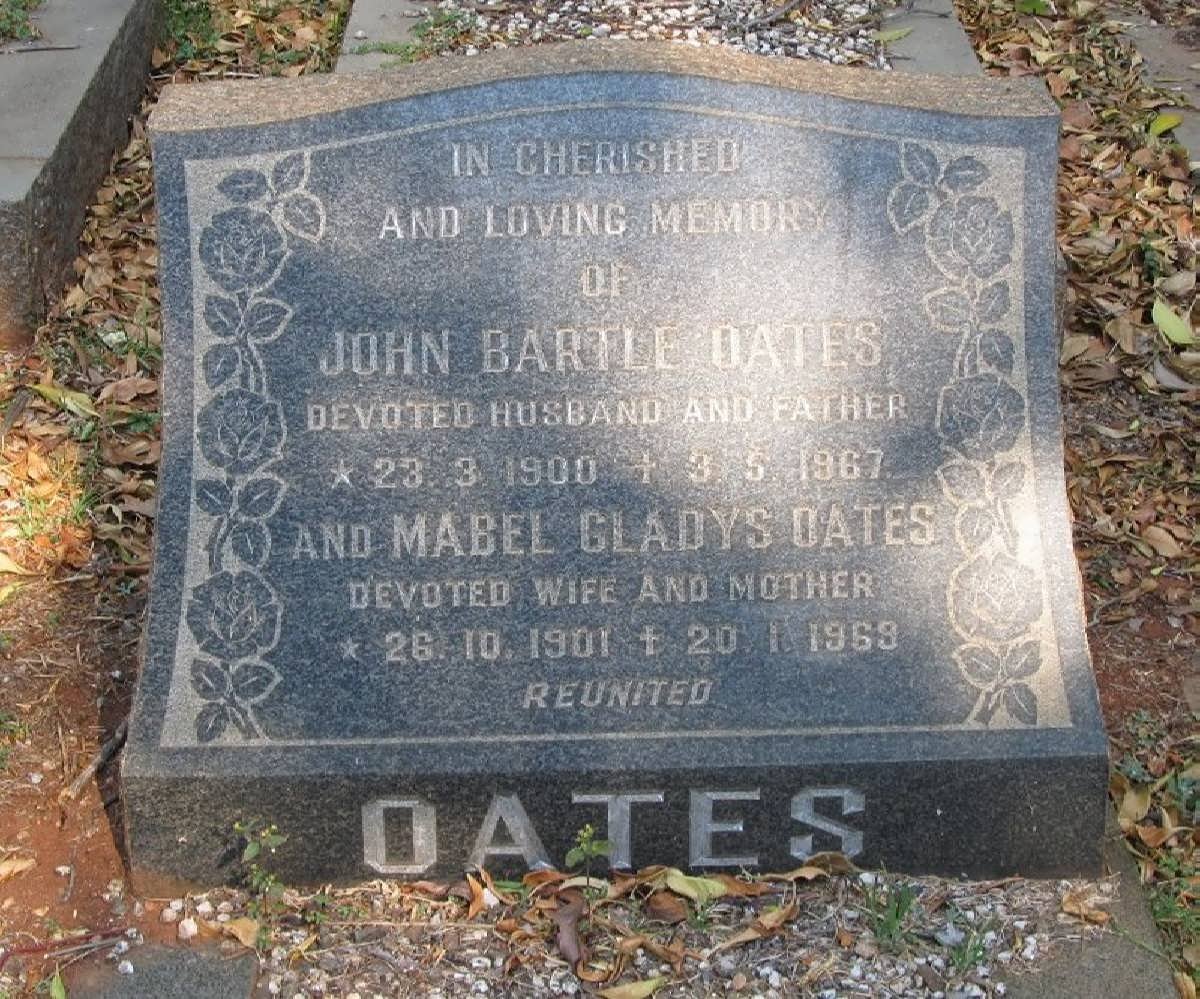 IN CHERISHED
AND LOVING MEMORY
OF
JOHN BARTLE OATES
DEVOTED HUSBAND AND FATHER
★ 23. 3. 1900 ✝ 3. 5. 1967.
AND MABEL GLADYS OATES
DEVOTED WIFE AND MOTHER
★ 26. 10. 1901 ✝ 20. 1. 1969
REUNITED
OATES